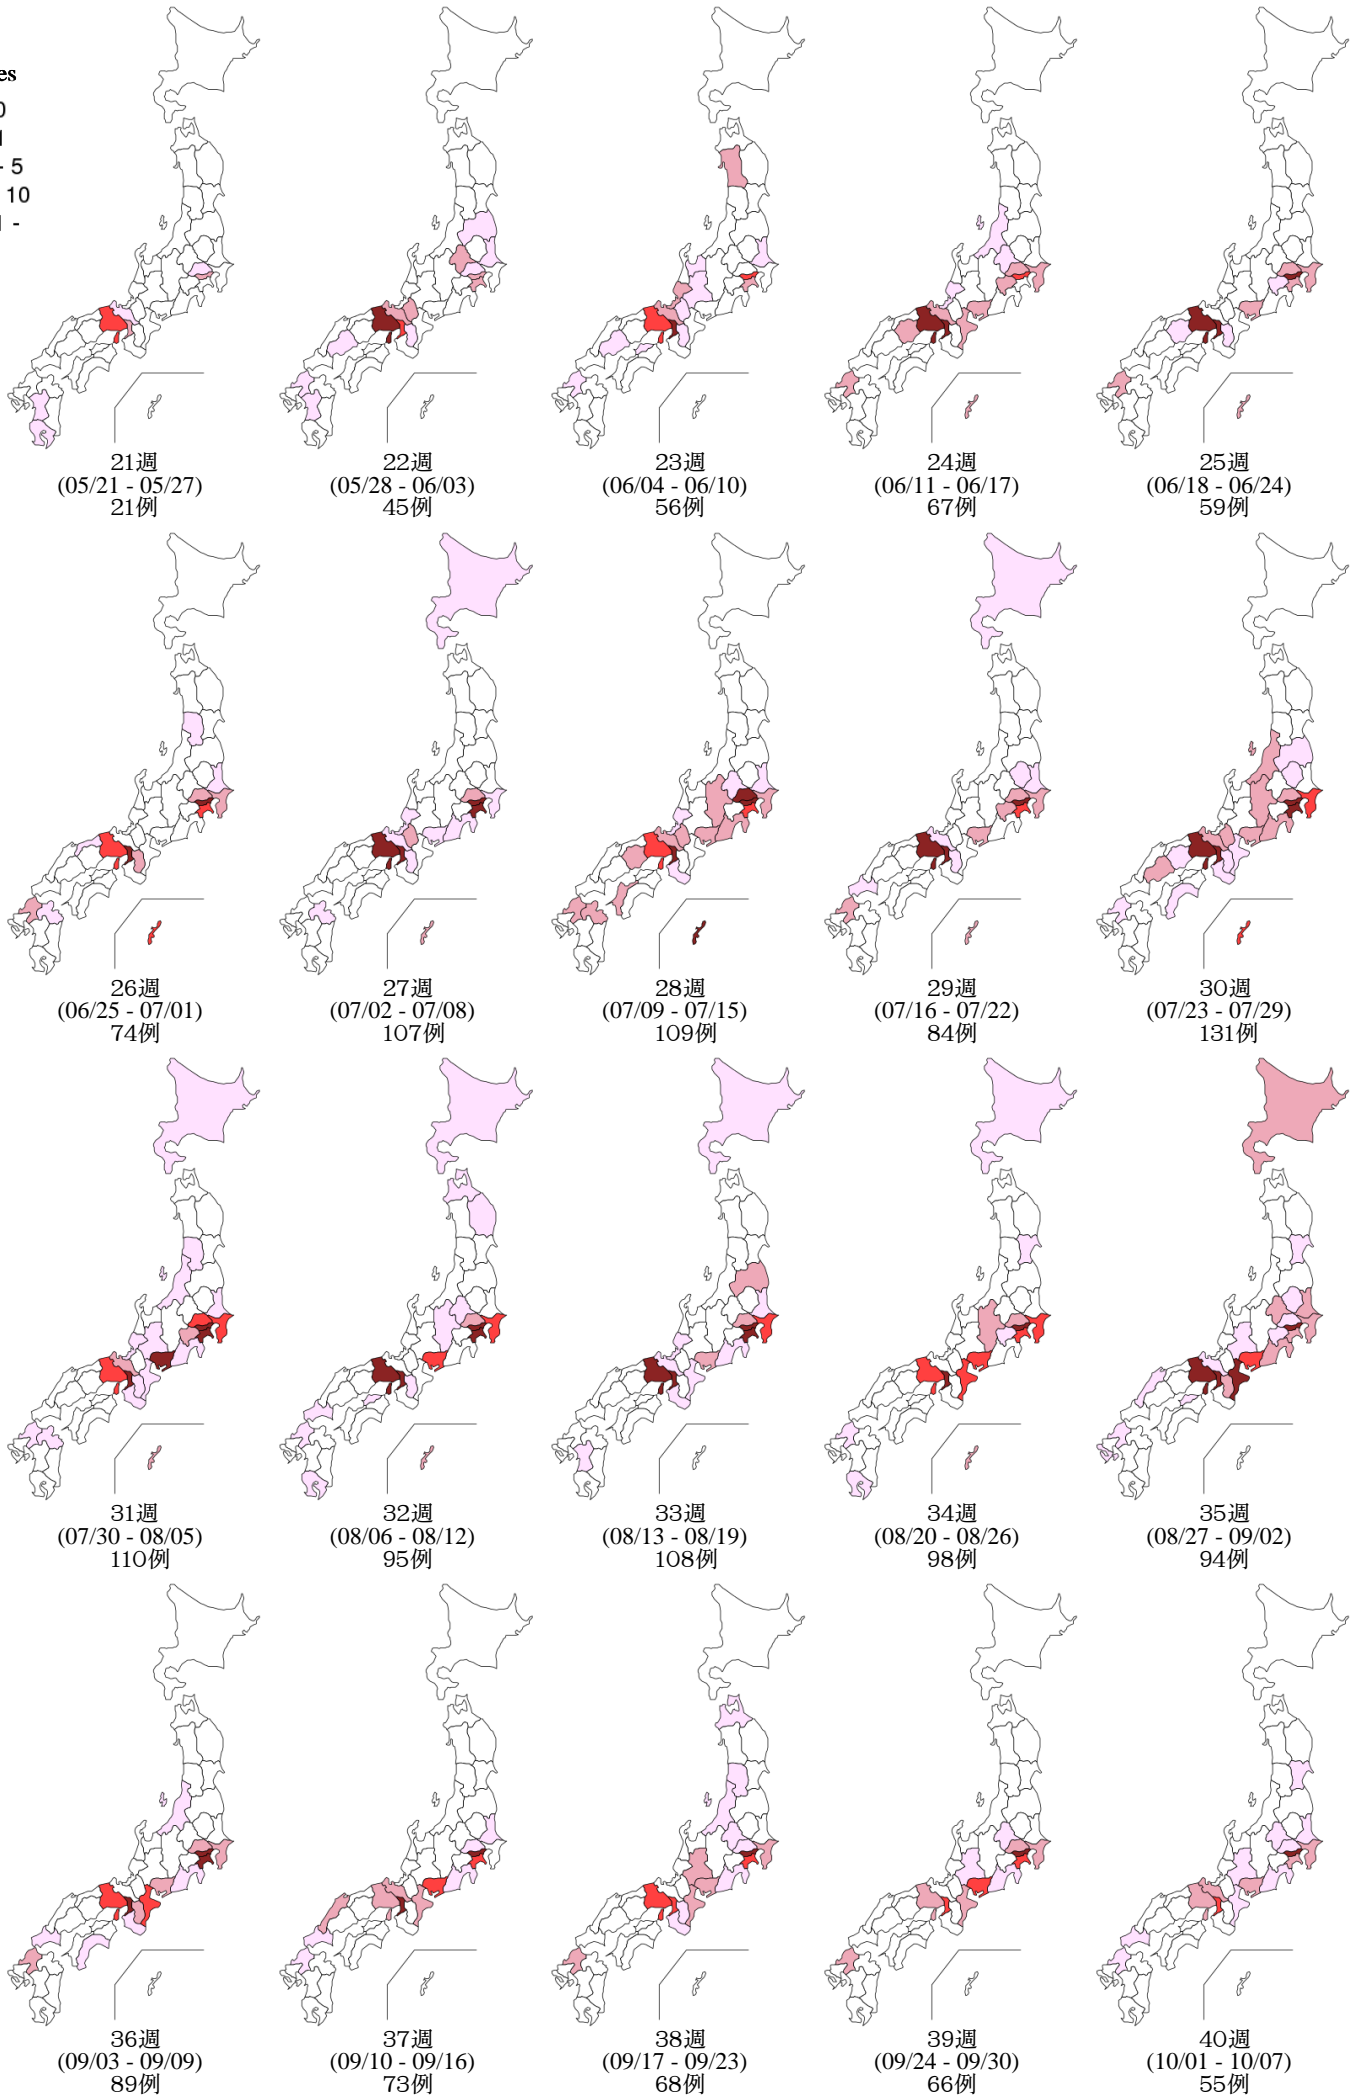 es
0
1
- 5
10
1 -
21週
(05/21 - 05/27)
21例
22週
(05/28 - 06/03)
45例
23週
(06/04 - 06/10)
56例
24週
(06/11 - 06/17)
67例
25週
(06/18 - 06/24)
59例
26週
(06/25 - 07/01)
74例
27週
(07/02 - 07/08)
107例
28週
(07/09 - 07/15)
109例
29週
(07/16 - 07/22)
84例
30週
(07/23 - 07/29)
131例
31週
(07/30 - 08/05)
110例
32週
(08/06 - 08/12)
95例
33週
(08/13 - 08/19)
108例
34週
(08/20 - 08/26)
98例
35週
(08/27 - 09/02)
94例
36週
(09/03 - 09/09)
89例
37週
(09/10 - 09/16)
73例
38週
(09/17 - 09/23)
68例
39週
(09/24 - 09/30)
66例
40週
(10/01 - 10/07)
55例